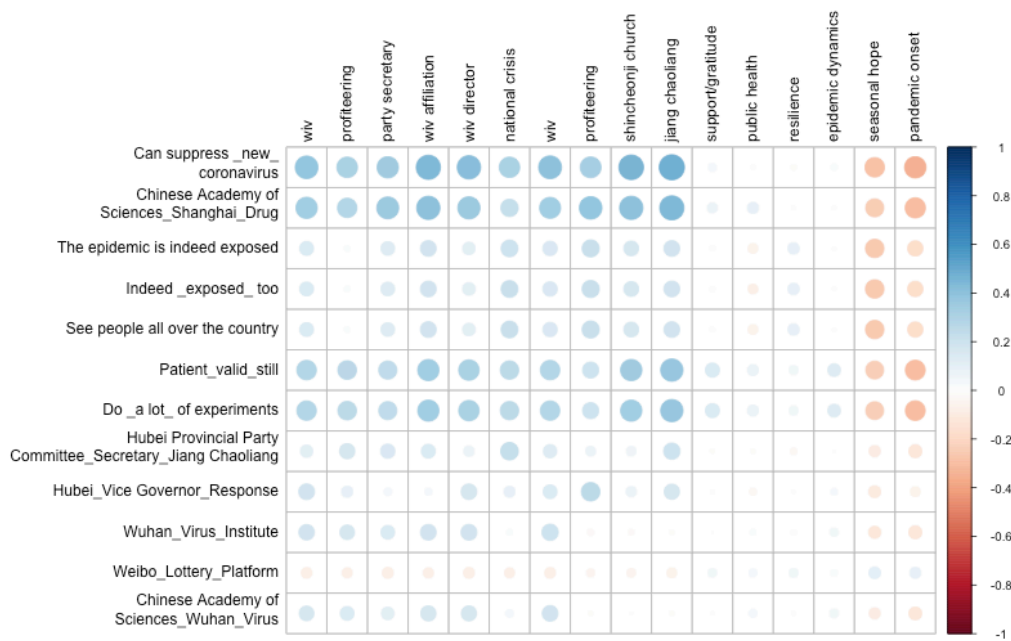 wiv
profiteering
party secretary
wiv affiliation
wiv director
national crisis
wiv
profiteering
shincheonji church
jiang chaoliang
support/gratitude
public health
resilience
epidemic dynamics
seasonal hope
pandemic onset
Can suppress _new_
coronavirus
Chinese Academy of
Sciences_Shanghai_Drug
The epidemic is indeed exposed
Indeed _exposed_ too
See people all over the country
Patient_valid_still
Do _a lot_ of experiments
Hubei Provincial Party
Committee_Secretary_Jiang Chaoliang
Hubei_Vice Governor_Response
Wuhan_Virus_Institute
Weibo_Lottery_Platform
Chinese Academy of
Sciences_Wuhan_Virus
1
0.8
0.6
0.4
0.2
0
-0.2
-0.4
-0.6
-0.8
-1